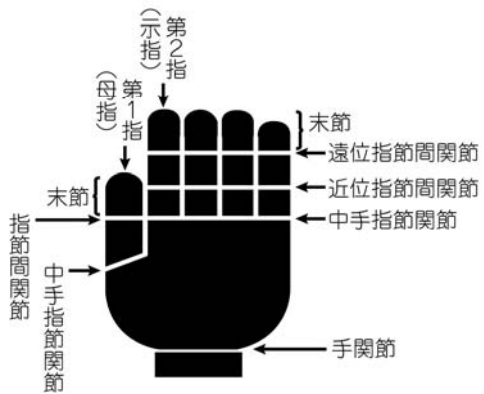 第2指
（示指）
第1指
（母指）
末節
遠位指節間関節
近位指節間関節
中手指節関節
末節
指節間関節
中手指節関節
手関節